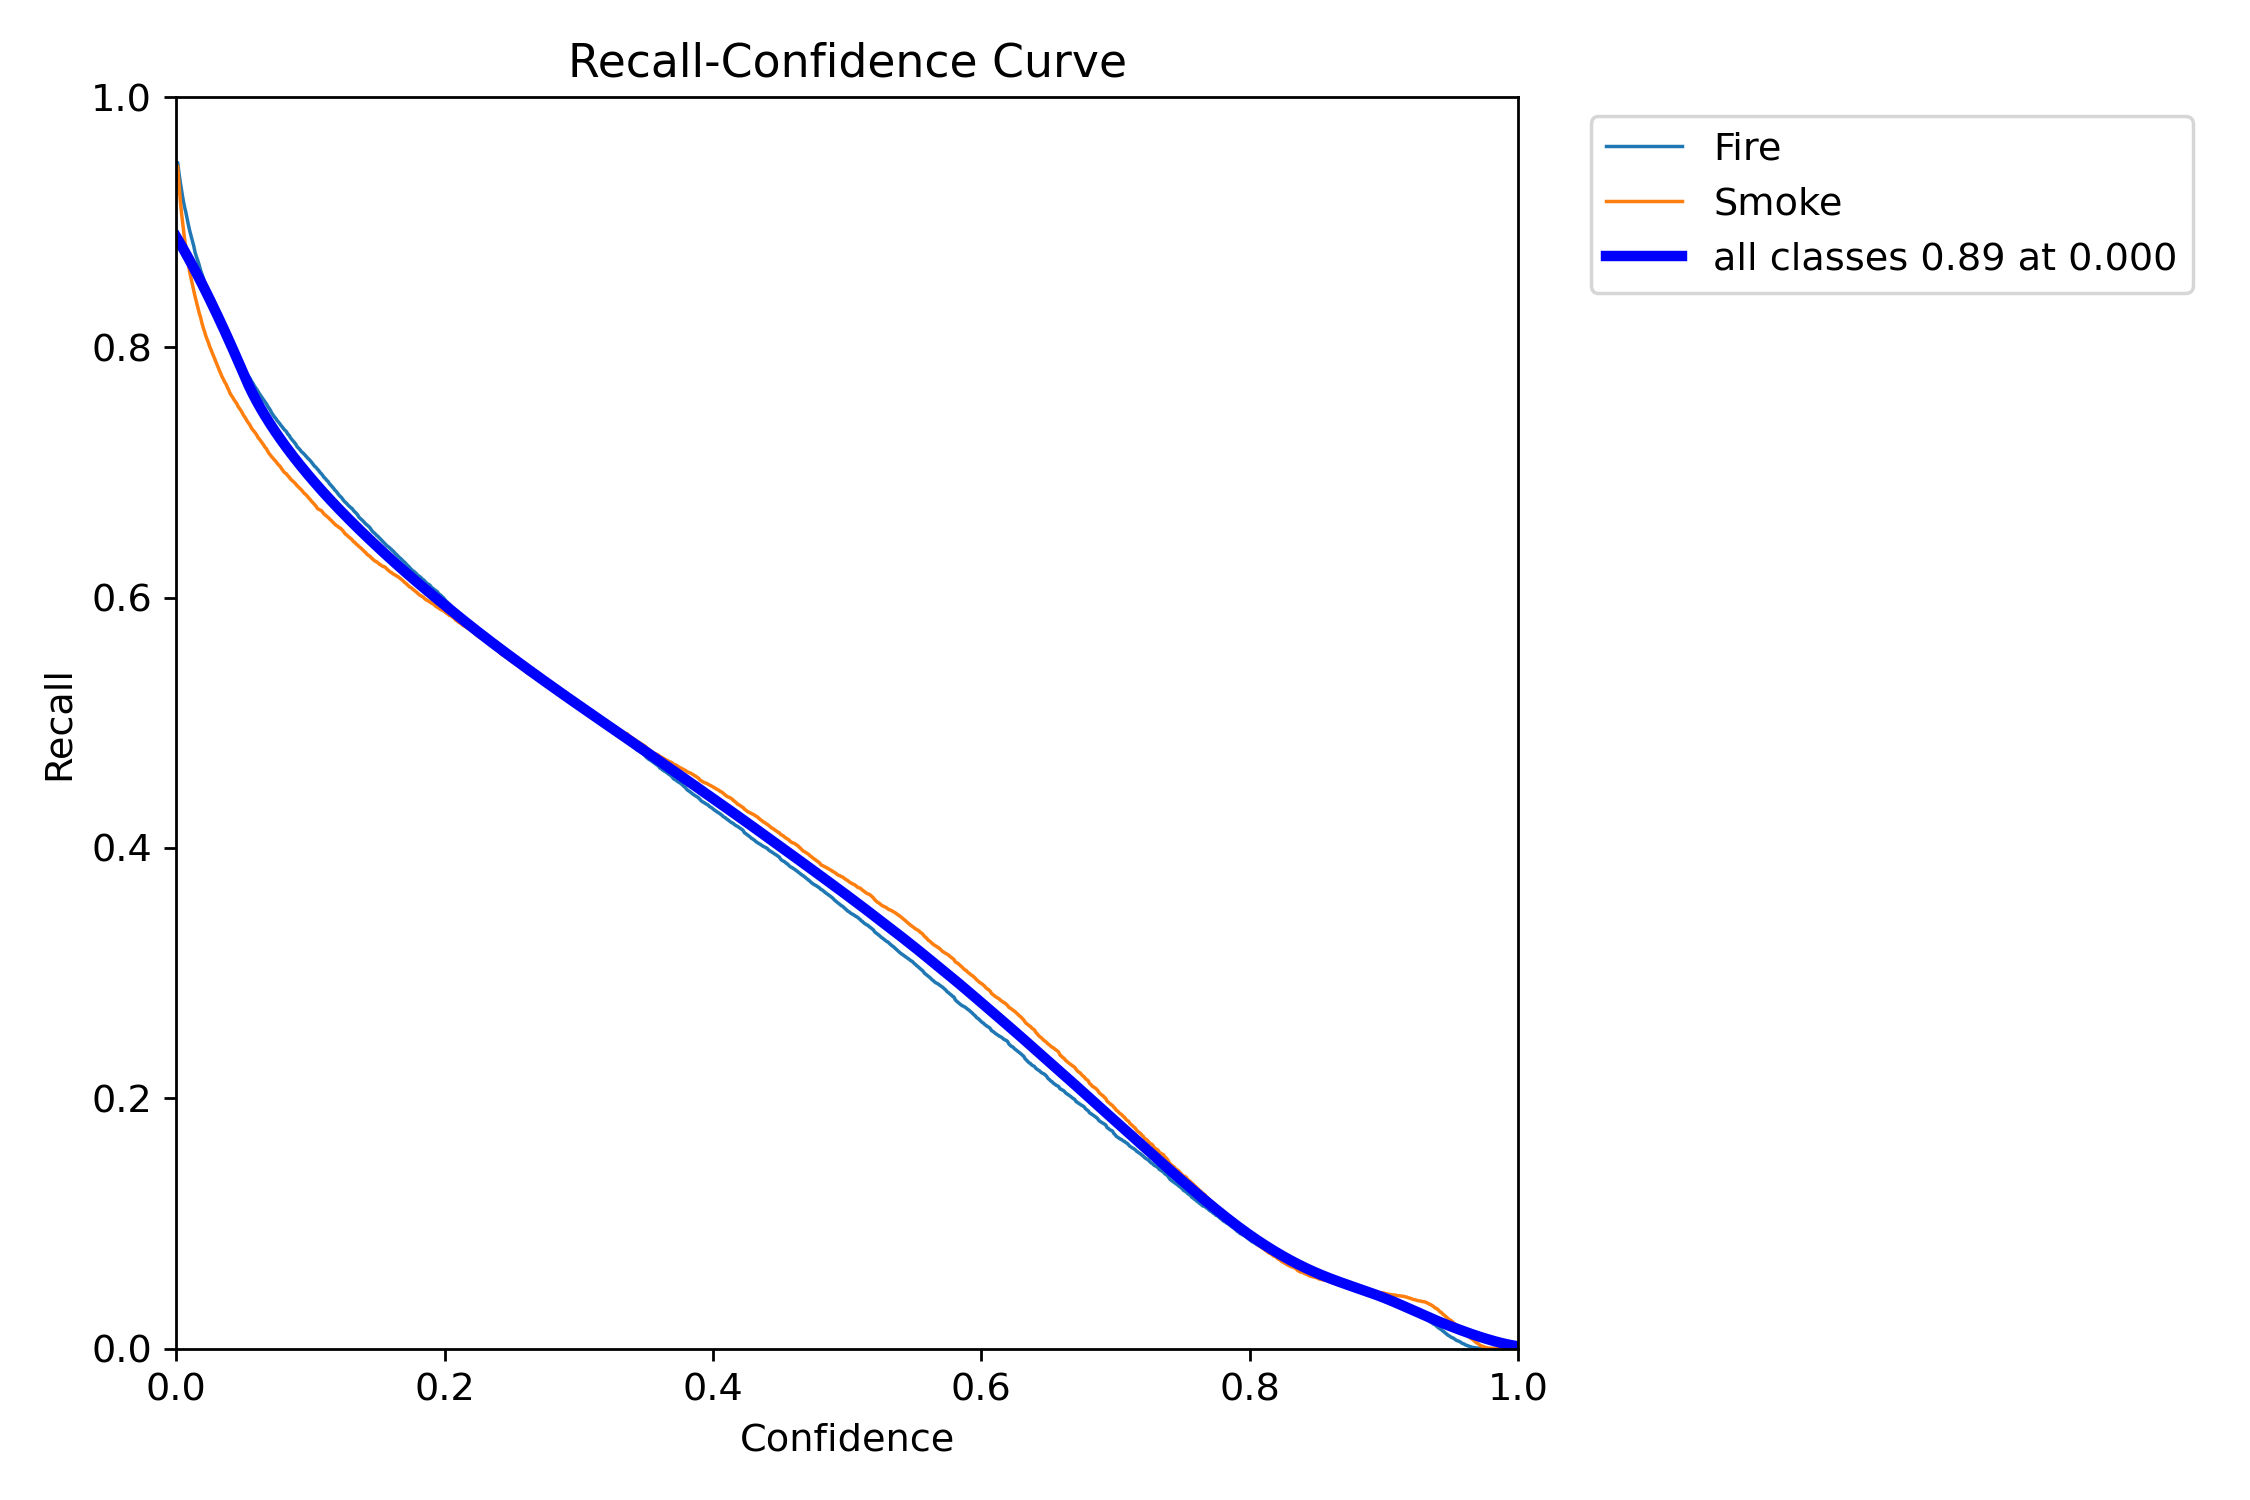 Recall-Confidence Curve
1.0
0.8
0.6
0.4
0.2
0.0
Recall
0.0 0.2 0.4 0.6 0.8 1.0
Confidence
Fire
Smoke
all classes 0.89 at 0.000